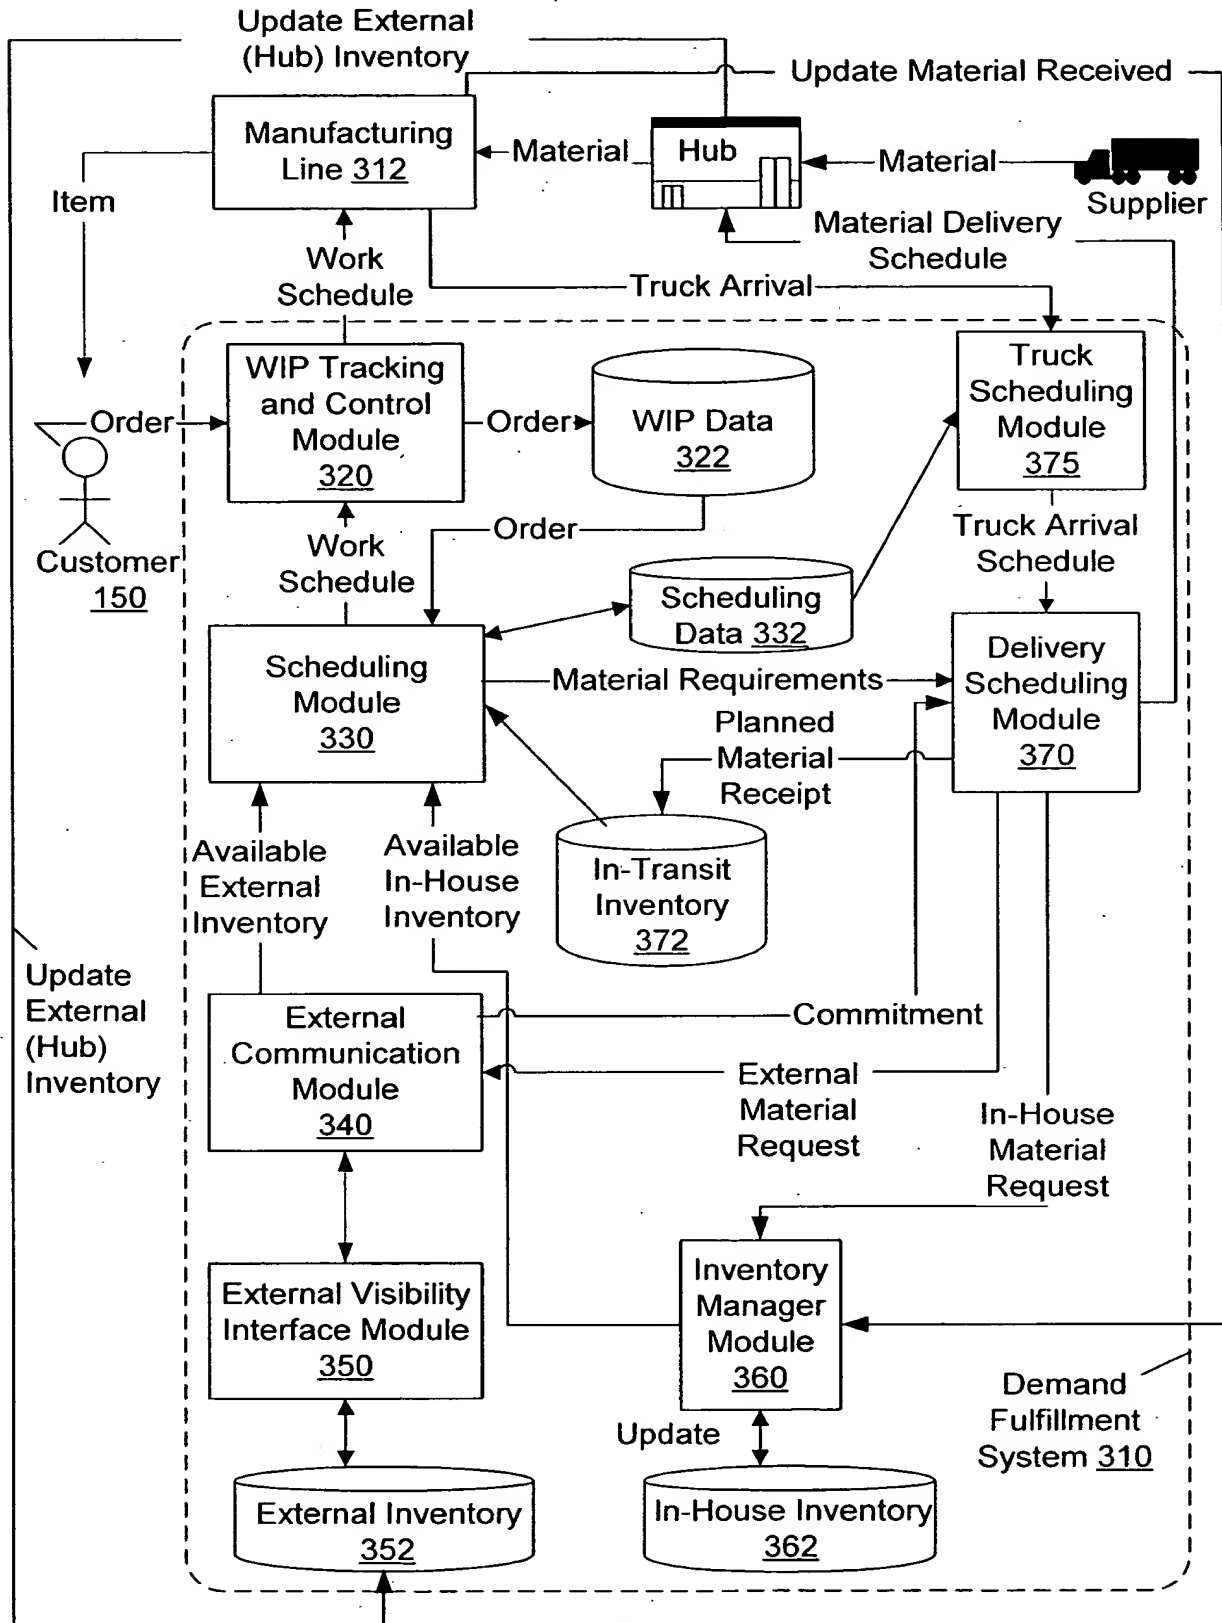 Update External
(Hub) Inventory
Update Material Received
Manufacturing
Line 312
Material
Hub
Material
Supplier
Item
Material Delivery
Schedule
Work
Schedule
Truck Arrival
WIP Tracking
and Control
Module
320
Order
Order
WIP Data
322
Truck
Scheduling
Module
375
Customer
150
Order
Work
Schedule
Truck Arrival
Schedule
Scheduling
Data 332
Scheduling
Module
330
Material Requirements
Delivery
Scheduling
Module
370
Planned
Material
Receipt
Available
External
Inventory
Available
In-House
Inventory
In-Transit
Inventory
372
Update
External
(Hub)
Inventory
External
Communication
Module
340
Commitment
External
Material
Request
In-House
Material
Request
External Visibility
Interface Module
350
Inventory
Manager
Module
360
Demand
Fulfillment
System 310
Update
External Inventory
352
In-House Inventory
362